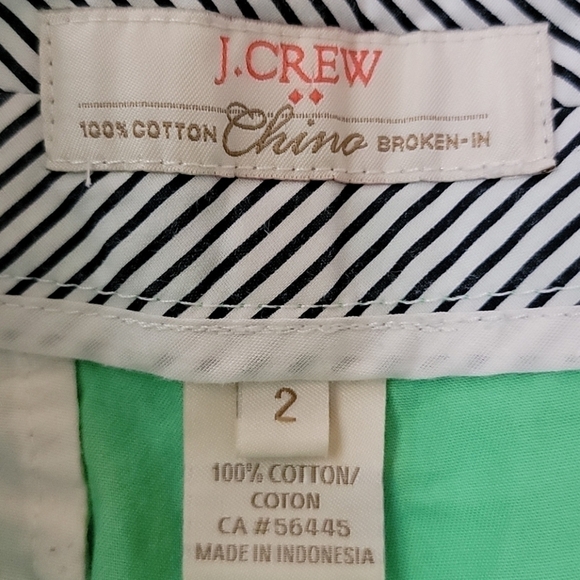 J.CREW
100% COTTON Chino BROKEN-IN
2
100% COTTON/
COTON
CA #56445
MADE IN INDONESIA